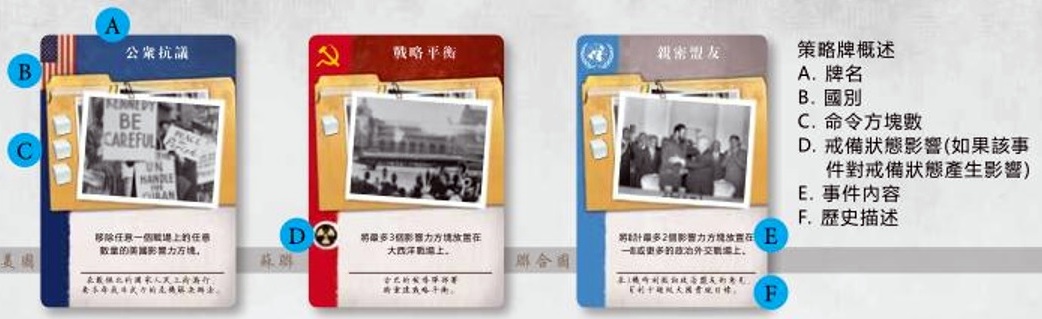 A
公眾抗議
戰略平衡
親密盟友
B
KENNEDY
BE
CAREFUL
PEACE
UN
HANDLE
CUBAN
C
移除任意一個戰場上的任意
數量的美國影響力方塊。
D
將最多3個影響力方塊放置在
大西洋戰場上。
將總計最多2個影響力方塊放置在
一個或更多的政治外交戰場上。
E
美國
蘇聯
聯合國
F
策略牌概述
A. 牌名
B. 國別
C. 命令方塊數
D. 戒備狀態影響(如果該事
件對戒備狀態產生影響)
E. 事件內容
F. 歷史描述